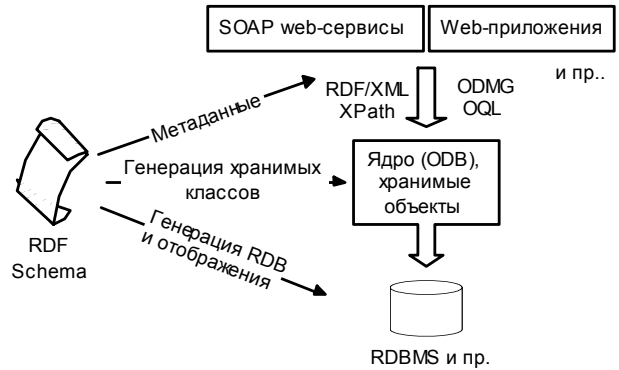 SOAP web-сервисы
Web-приложения
и пр..
RDF/XML
XPath
ODMG
OQL
Метаданные
Генерация хранимых
классов
Ядро (ODB),
хранимые
объекты
Генерация RDB
и отображения
RDF
Schema
RDBMS и пр.